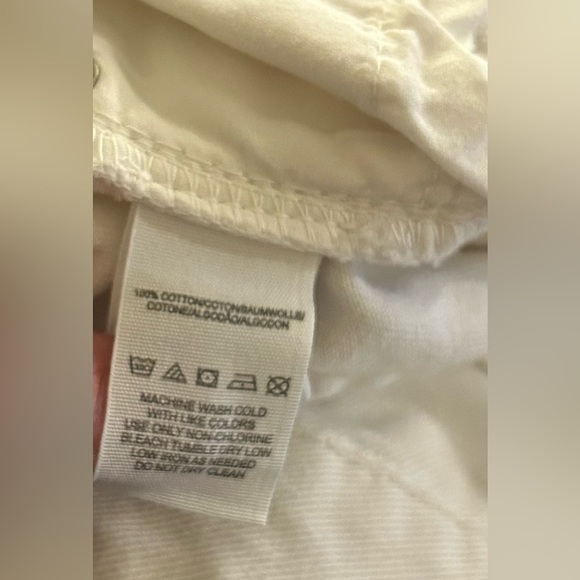 100% COTTON/COTON/BAUMWOLLE/
COTONE/ALGODÃO/ALGODON
MACHINE WASH COLD
WITH LIKE COLORS
USE ONLY NON-CHLORINE
BLEACH TUMBLE DRY LOW
LOW IRON AS NEEDED
DO NOT DRY CLEAN